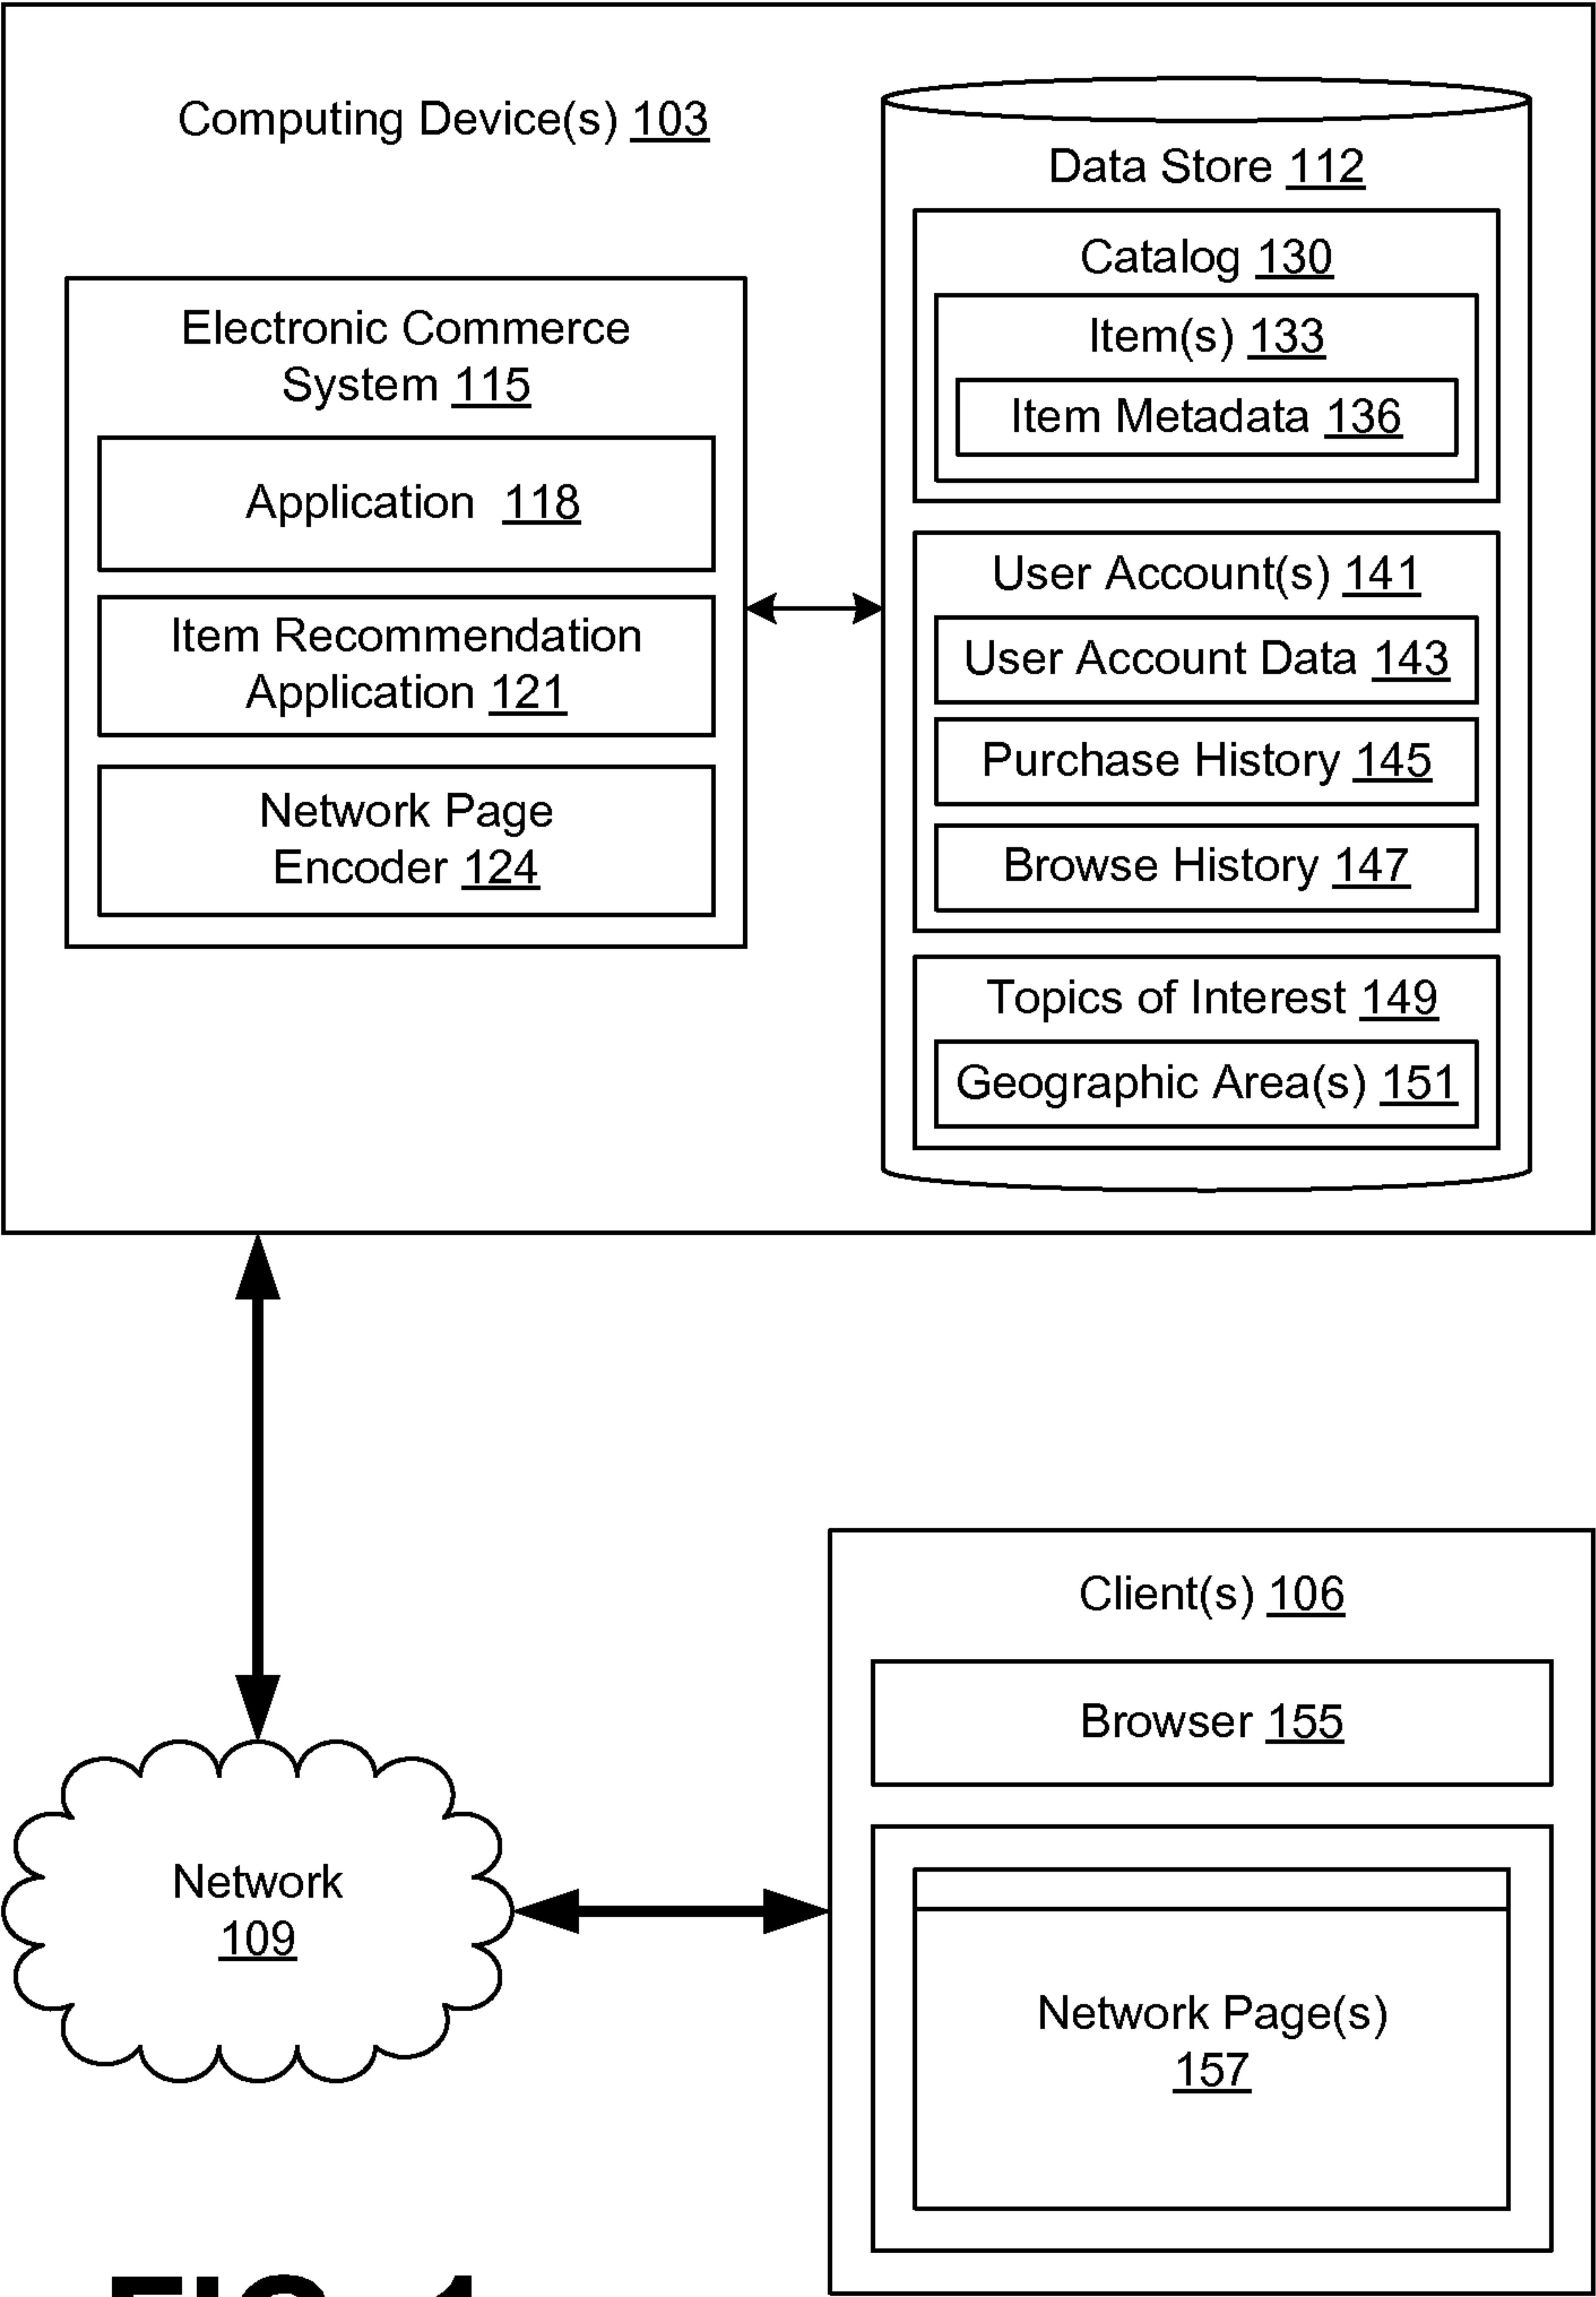 Computing Device(s) 103
Electronic Commerce
System 115
Application 118
Item Recommendation
Application 121
Network Page
Encoder 124
Data Store 112
Catalog 130
Item(s) 133
Item Metadata 136
User Account(s) 141
User Account Data 143
Purchase History 145
Browse History 147
Topics of Interest 149
Geographic Area(s) 151
Client(s) 106
Browser 155
Network Page(s)
157
Network
109